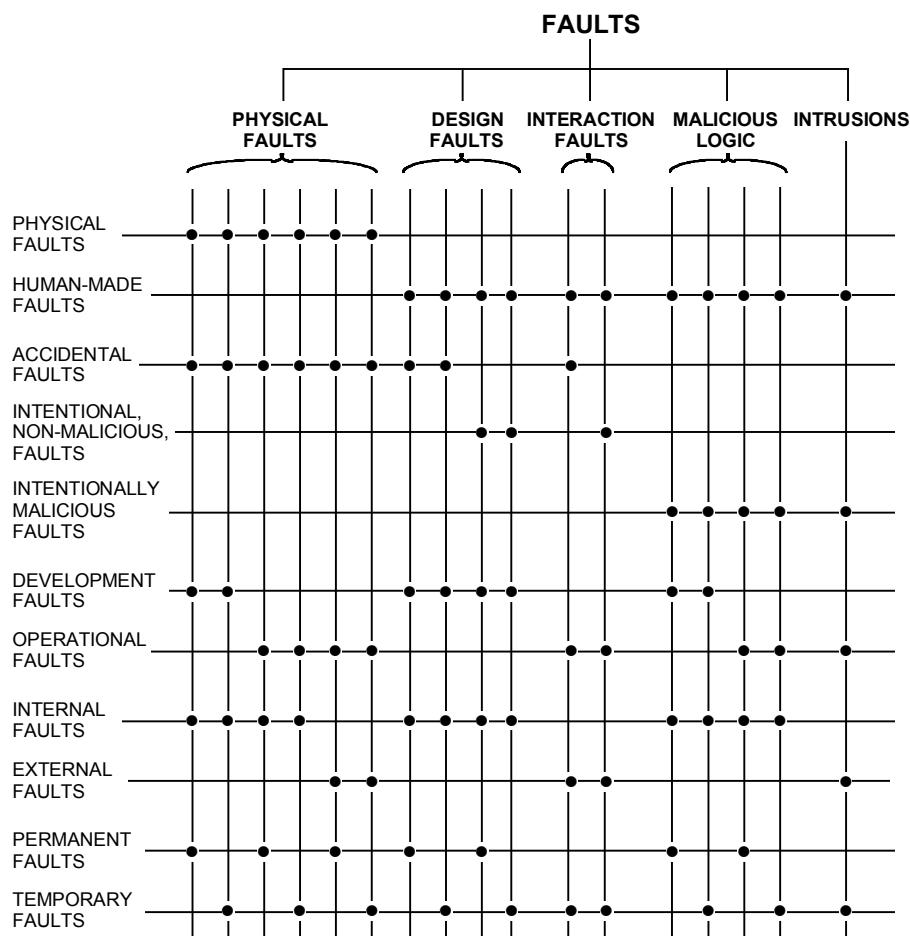 FAULTS
PHYSICAL
FAULTS
DESIGN
FAULTS
INTERACTION
FAULTS
MALICIOUS
LOGIC
INTRUSIONS
PHYSICAL
FAULTS
HUMAN-MADE
FAULTS
ACCIDENTAL
FAULTS
INTENTIONAL,
NON-MALICIOUS,
FAULTS
INTENTIONALLY
MALICIOUS
FAULTS
DEVELOPMENT
FAULTS
OPERATIONAL
FAULTS
INTERNAL
FAULTS
EXTERNAL
FAULTS
PERMANENT
FAULTS
TEMPORARY
FAULTS